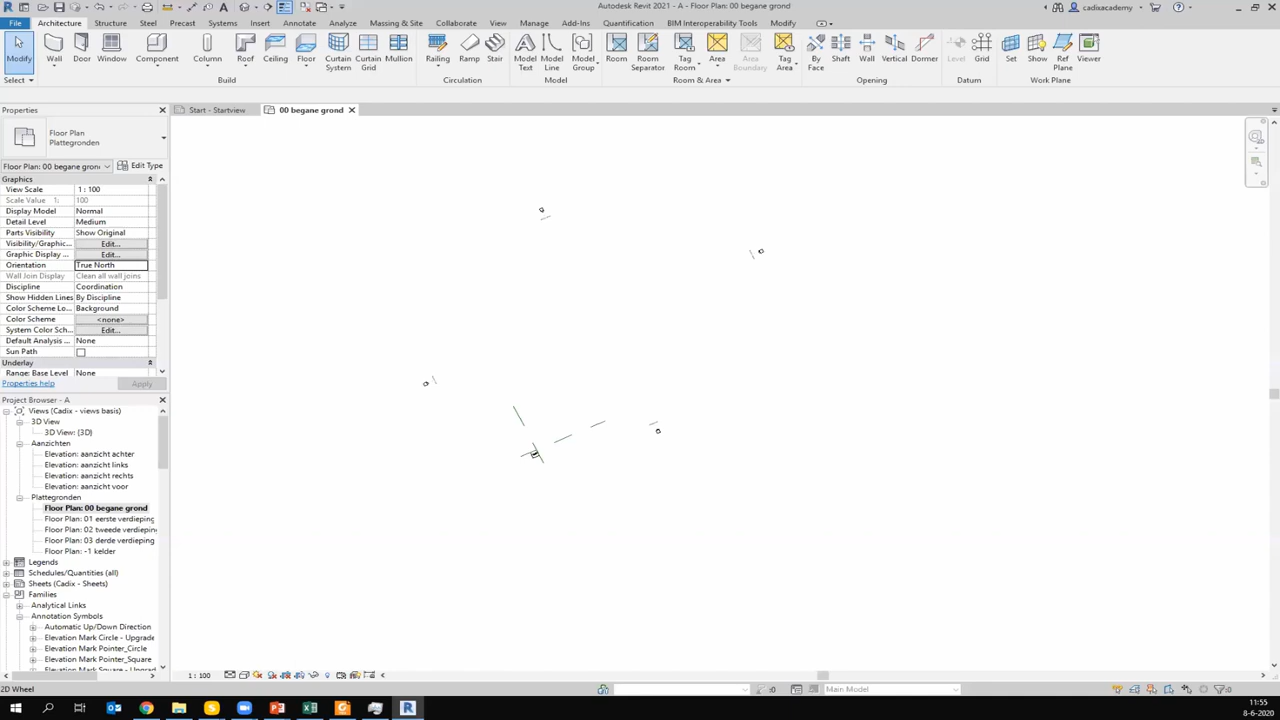 Autodesk Revit 2021 - A - Floor Plan: 00 begane grond
cadixacademy
File Architecture Structure Steel Precast Systems Insert Annotate Analyze Massing & Site Collaborate View Manage Add-Ins Quantification BIM Interoperability Tools Modify
Modify Wall Door Window Component Column Roof Ceiling Floor Curtain System Curtain Grid Mullion Railing Ramp Stair Model Text Model Line Model Group Room Room Separator Tag Room Area Area Boundary Tag Area By Face Shaft Wall Vertical Dormer Level Grid Set Show Ref Plane Viewer
Select Build Circulation Model Room & Area Opening Datum Work Plane
Properties
Start - Startview
00 begane grond
Floor Plan
Plattegronden
Floor Plan: 00 begane grond
Edit Type
Graphics
View Scale 1 : 100
Scale Value 1: 100
Display Model Normal
Detail Level Medium
Parts Visibility Show Original
Visibility/Graphic... Edit...
Graphic Display ... Edit...
Orientation True North
Wall Join Display Clean all wall joins
Discipline Coordination
Show Hidden Lines By Discipline
Color Scheme Lo... Background
Color Scheme <none>
System Color Sch... Edit...
Default Analysis ... None
Sun Path
Underlay
Range: Base Level None
Properties help Apply
Project Browser - A
Views (Cadix - views basis)
3D View
3D View: {3D}
Aanzichten
Elevation: aanzicht achter
Elevation: aanzicht links
Elevation: aanzicht rechts
Elevation: aanzicht voor
Plattegronden
Floor Plan: 00 begane grond
Floor Plan: 01 eerste verdieping
Floor Plan: 02 tweede verdieping
Floor Plan: 03 derde verdieping
Floor Plan: -1 kelder
Legends
Schedules/Quantities (all)
Sheets (Cadix - Sheets)
Families
Analytical Links
Annotation Symbols
Automatic Up/Down Direction
Elevation Mark Circle - Upgrade
Elevation Mark Pointer_Circle
Elevation Mark Pointer_Square
Elevation Mark Square - Upgrad
1 : 100
2D Wheel
:0
Main Model
:0
11:55
8-6-2020